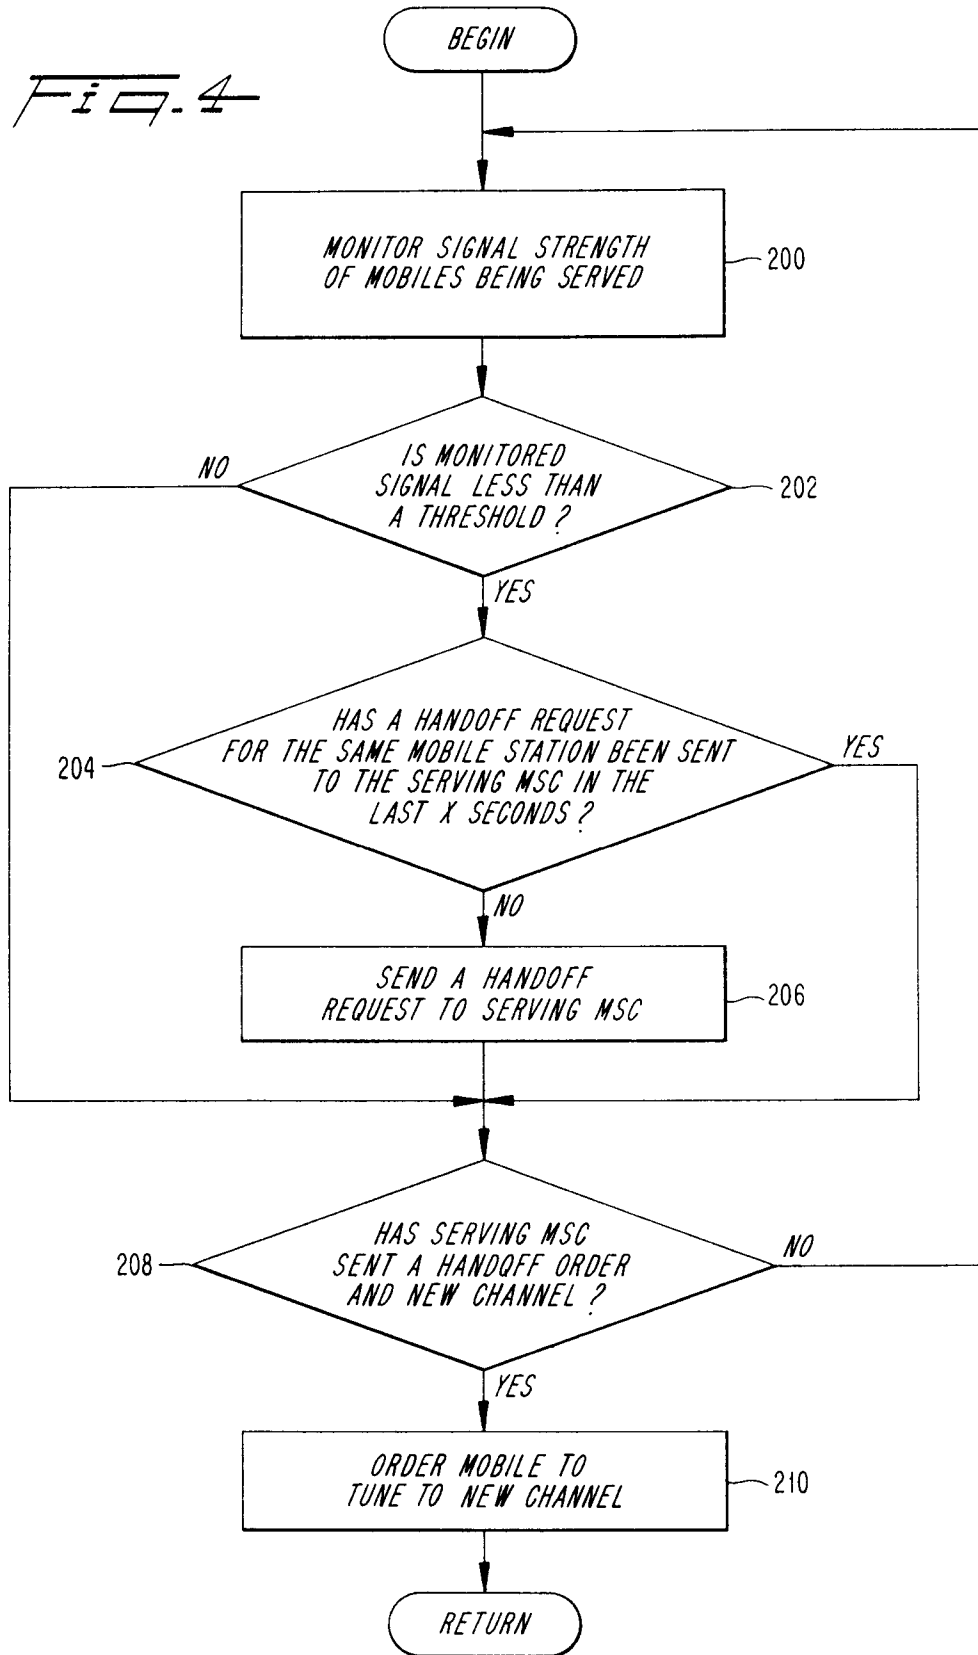 BEGIN
Fig. 4
MONITOR SIGNAL STRENGTH
OF MOBILES BEING SERVED
200
IS MONITORED
SIGNAL LESS THAN
A THRESHOLD ?
NO
202
YES
HAS A HANDOFF REQUEST
FOR THE SAME MOBILE STATION BEEN SENT
TO THE SERVING MSC IN THE
LAST X SECONDS ?
204
YES
NO
SEND A HANDOFF
REQUEST TO SERVING MSC
206
HAS SERVING MSC
SENT A HANDOFF ORDER
AND NEW CHANNEL ?
208
NO
YES
ORDER MOBILE TO
TUNE TO NEW CHANNEL
210
RETURN